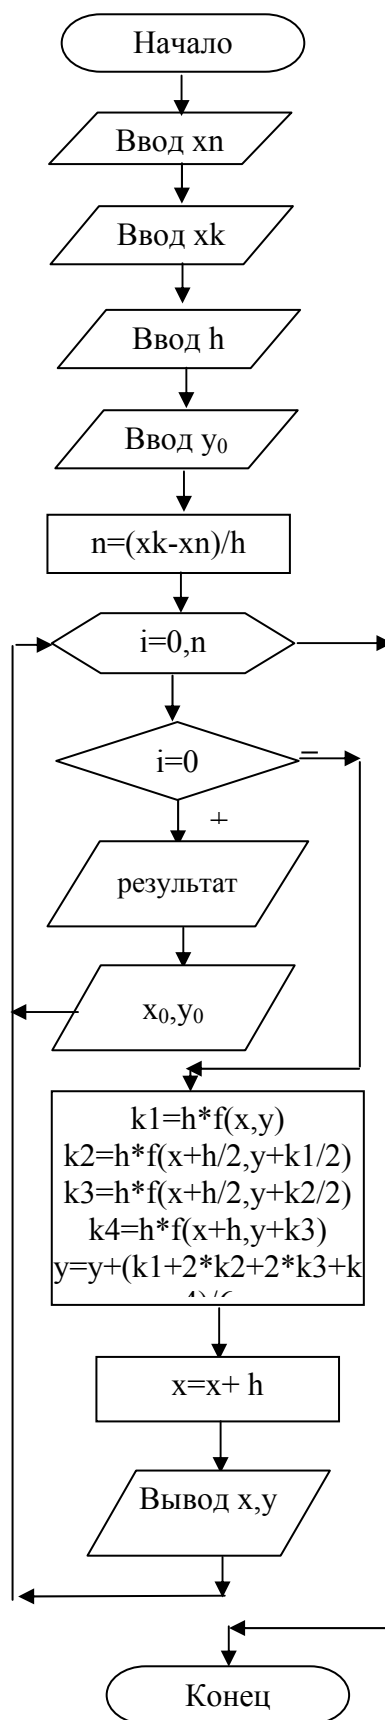 Начало
Ввод xn
Ввод xk
Ввод h
Ввод y₀
n=(xk-xn)/h
i=0,n
i=0
–
+
результат
x₀,y₀
k1=h*f(x,y)
k2=h*f(x+h/2,y+k1/2)
k3=h*f(x+h/2,y+k2/2)
k4=h*f(x+h,y+k3)
y=y+(k1+2*k2+2*k3+k
x=x+ h
Вывод x,y
Конец